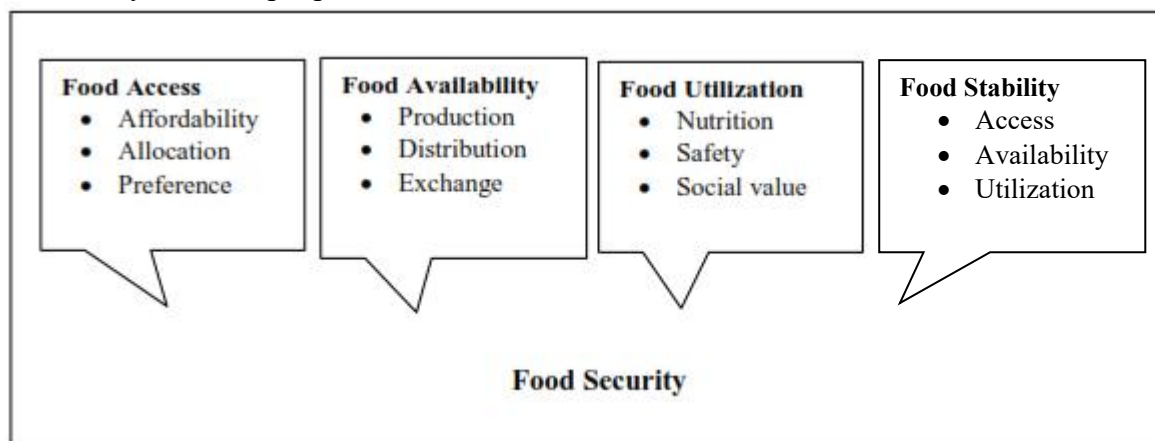 Food Access
• Affordability
• Allocation
• Preference
Food Availability
• Production
• Distribution
• Exchange
Food Utilization
• Nutrition
• Safety
• Social value
Food Stability
• Access
• Availability
• Utilization
Food Security